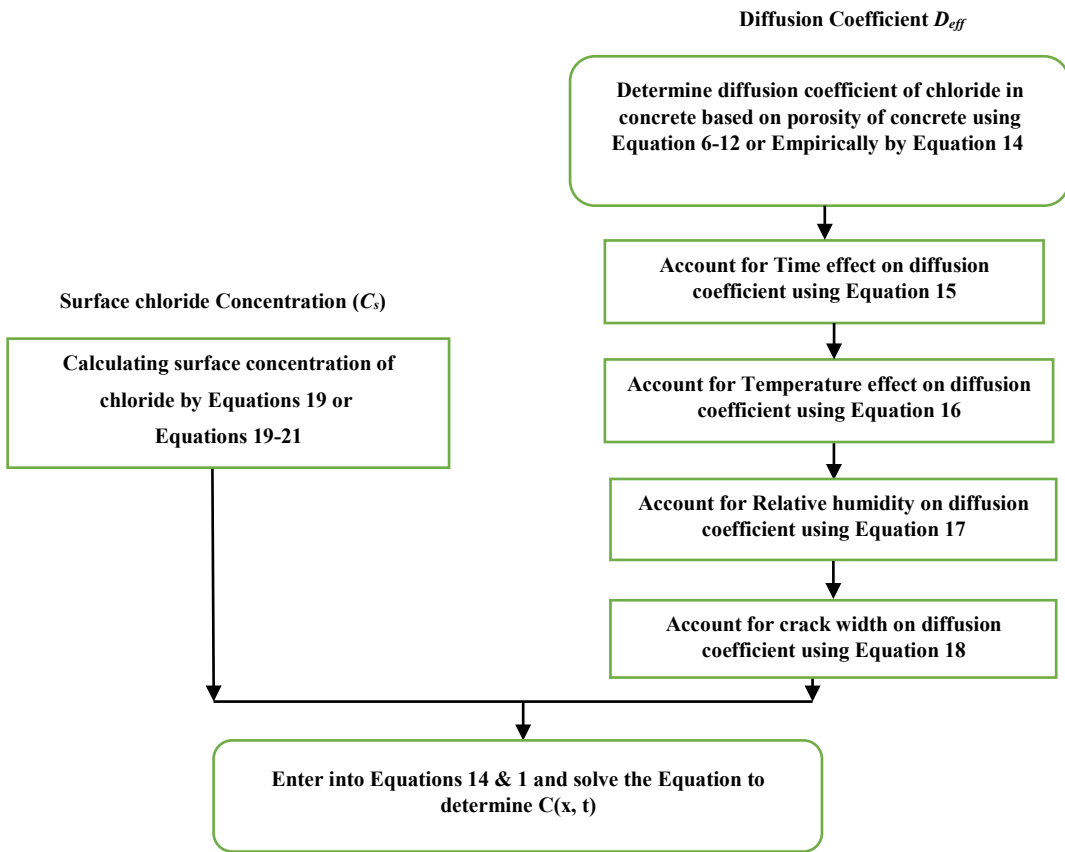 Diffusion Coefficient Deff
Determine diffusion coefficient of chloride in
concrete based on porosity of concrete using
Equation 6-12 or Empirically by Equation 14
Account for Time effect on diffusion
coefficient using Equation 15
Surface chloride Concentration (Cs)
Calculating surface concentration of
chloride by Equations 19 or
Equations 19-21
Account for Temperature effect on diffusion
coefficient using Equation 16
Account for Relative humidity on diffusion
coefficient using Equation 17
Account for crack width on diffusion
coefficient using Equation 18
Enter into Equations 14 & 1 and solve the Equation to
determine C(x, t)